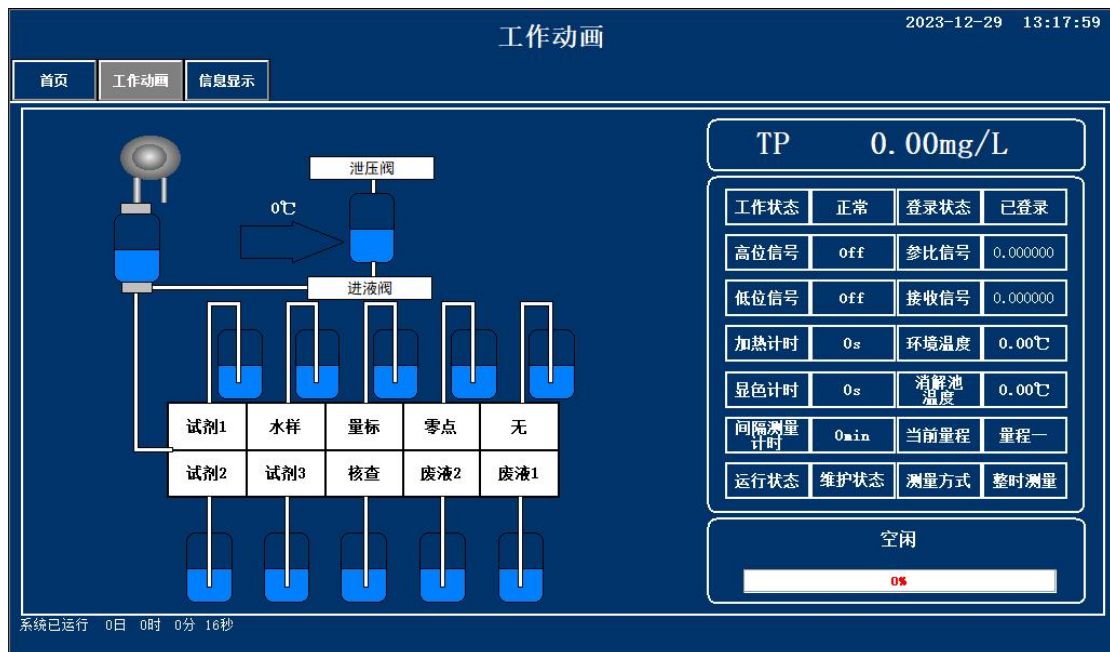 工作动画
2023-12-29 13:17:59
首页 工作动画 信息显示
泄压阀
0℃
进液阀
试剂1 水样 量标 零点 无
试剂2 试剂3 核查 废液2 废液1
TP 0.00mg/L
工作状态 正常 登录状态 已登录
高位信号 off 参比信号 0.000000
低位信号 off 接收信号 0.000000
加热计时 0s 环境温度 0.00℃
显色计时 0s 消解池温度 0.00℃
间隔测量计时 0min 当前量程 量程一
运行状态 维护状态 测量方式 整时测量
空闲
0%
系统已运行 0日 0时 0分 16秒